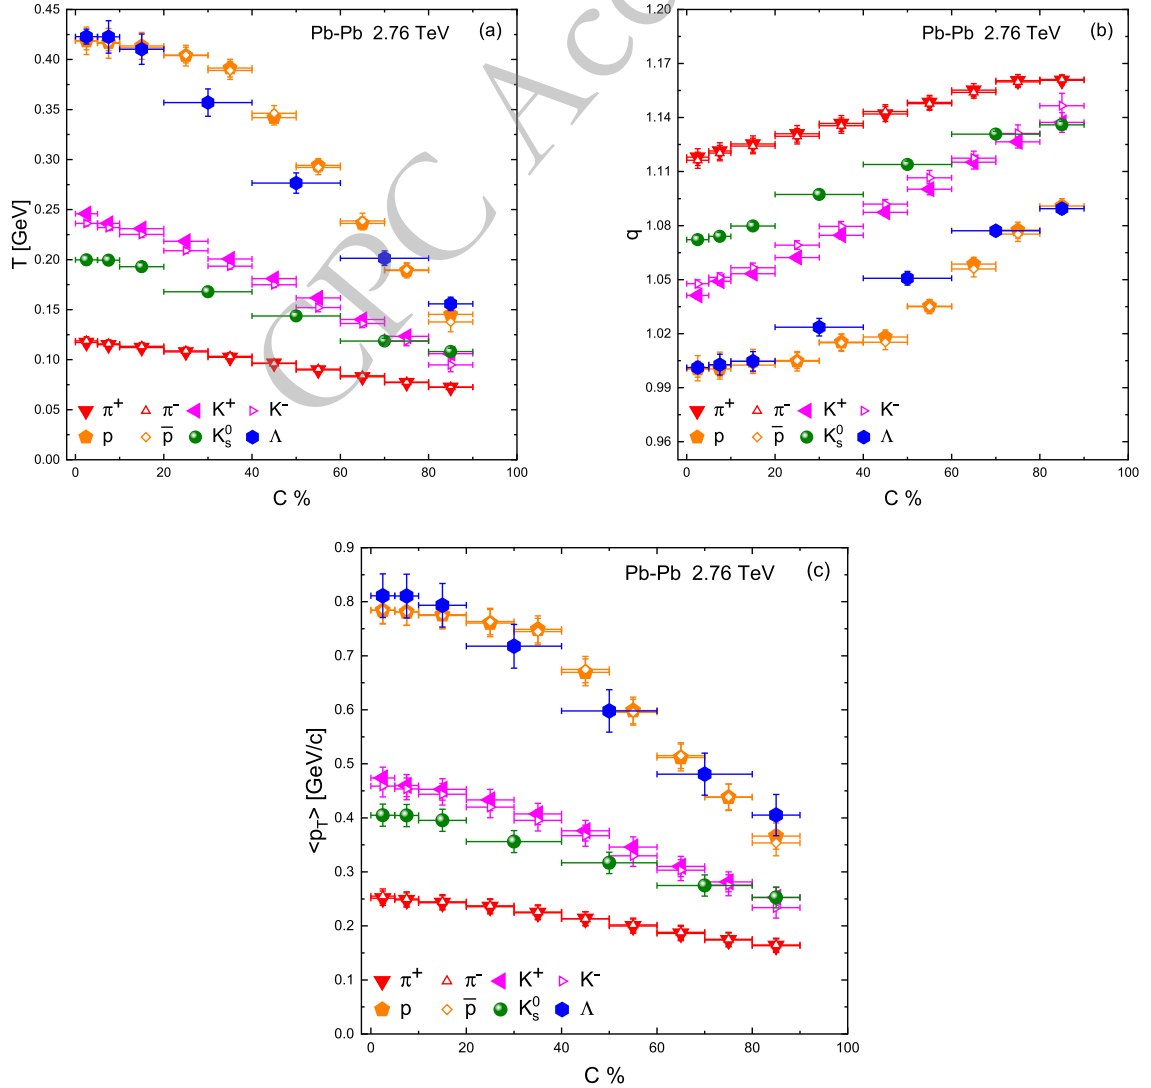 Pb-Pb 2.76 TeV (a)
T [GeV]
0.45
0.40
0.35
0.30
0.25
0.20
0.15
0.10
0.05
0.00
π⁺ π⁻ K⁺ K⁻
p p̅ K⁰ₛ Λ
0 20 40 60 80 100
C %
Pb-Pb 2.76 TeV (b)
q
1.20
1.17
1.14
1.11
1.08
1.05
1.02
0.99
0.96
π⁺ π⁻ K⁺ K⁻
p p̅ K⁰ₛ Λ
0 20 40 60 80 100
C %
CPC Acc
Pb-Pb 2.76 TeV (c)
<p_T> [GeV/c]
0.9
0.8
0.7
0.6
0.5
0.4
0.3
0.2
0.1
0.0
π⁺ π⁻ K⁺ K⁻
p p̅ K⁰ₛ Λ
0 20 40 60 80 100
C %